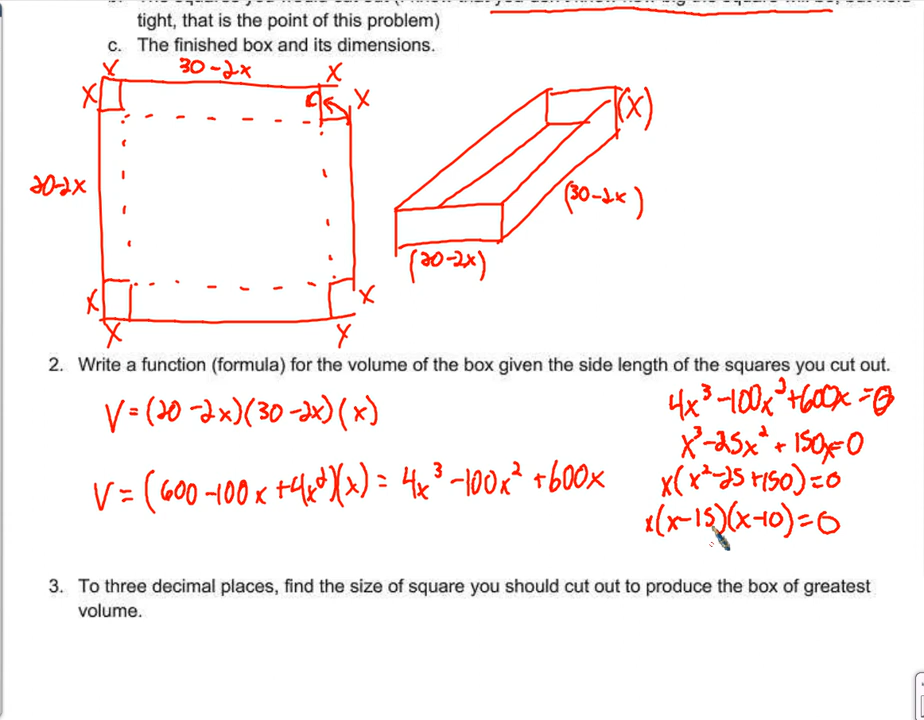 tight, that is the point of this problem)
c. The finished box and its dimensions.
X 30-2x X
X X
(X)
20-2x
(30-2x)
(20-2x)
X X
X X
2. Write a function (formula) for the volume of the box given the side length of the squares you cut out.
V=(20-2x)(30-2x)(x)
4x³-100x²+600x=0
x³-25x²+150x=0
V=(600-100x+4x²)(x)=4x³-100x²+600x
x(x²-25+150)=0
x(x-15)(x-10)=0
3. To three decimal places, find the size of square you should cut out to produce the box of greatest
volume.